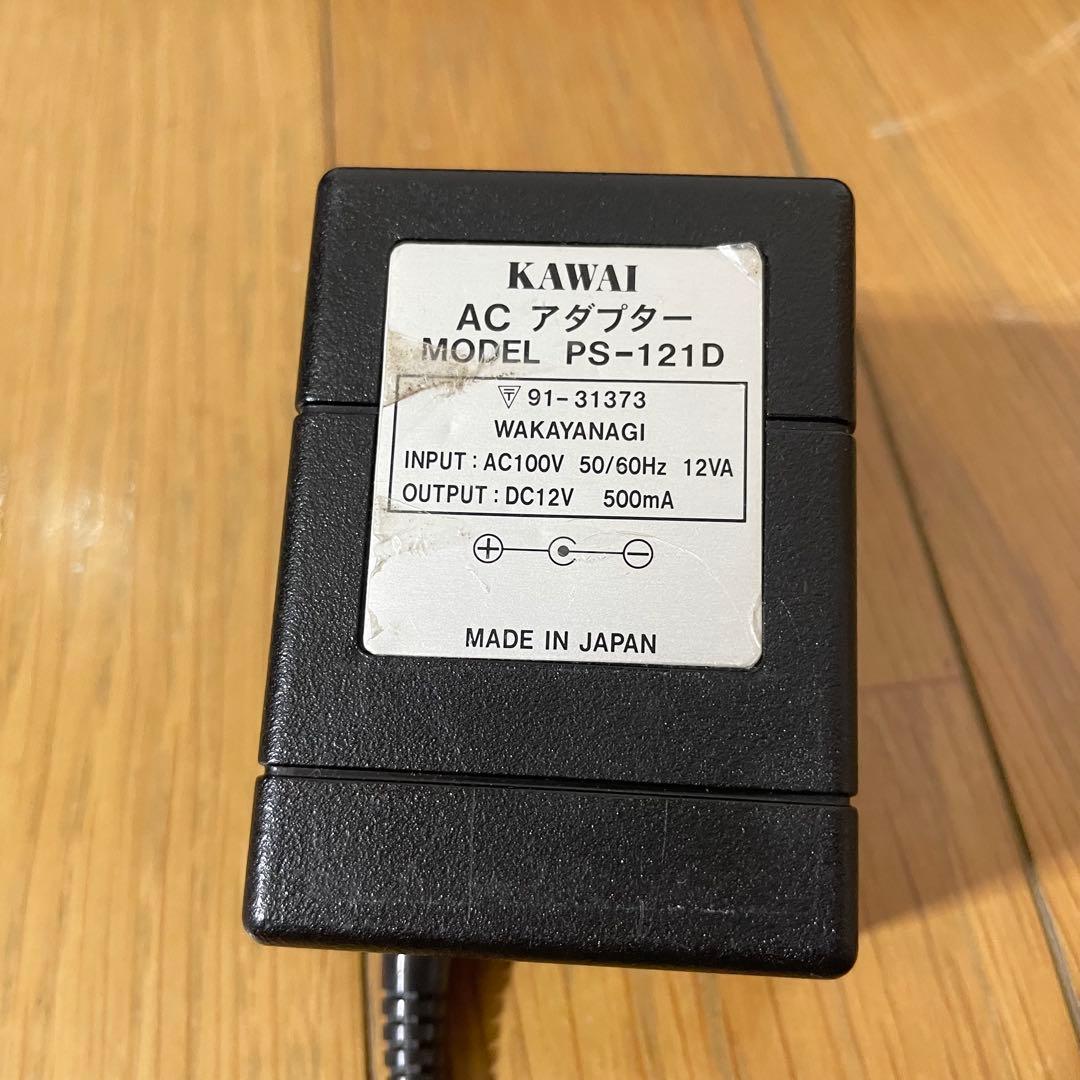 KAWAI
AC アダプター
MODEL PS-121D
〒 91-31373
WAKAYANAGI
INPUT : AC100V 50/60Hz 12VA
OUTPUT : DC12V 500mA
MADE IN JAPAN